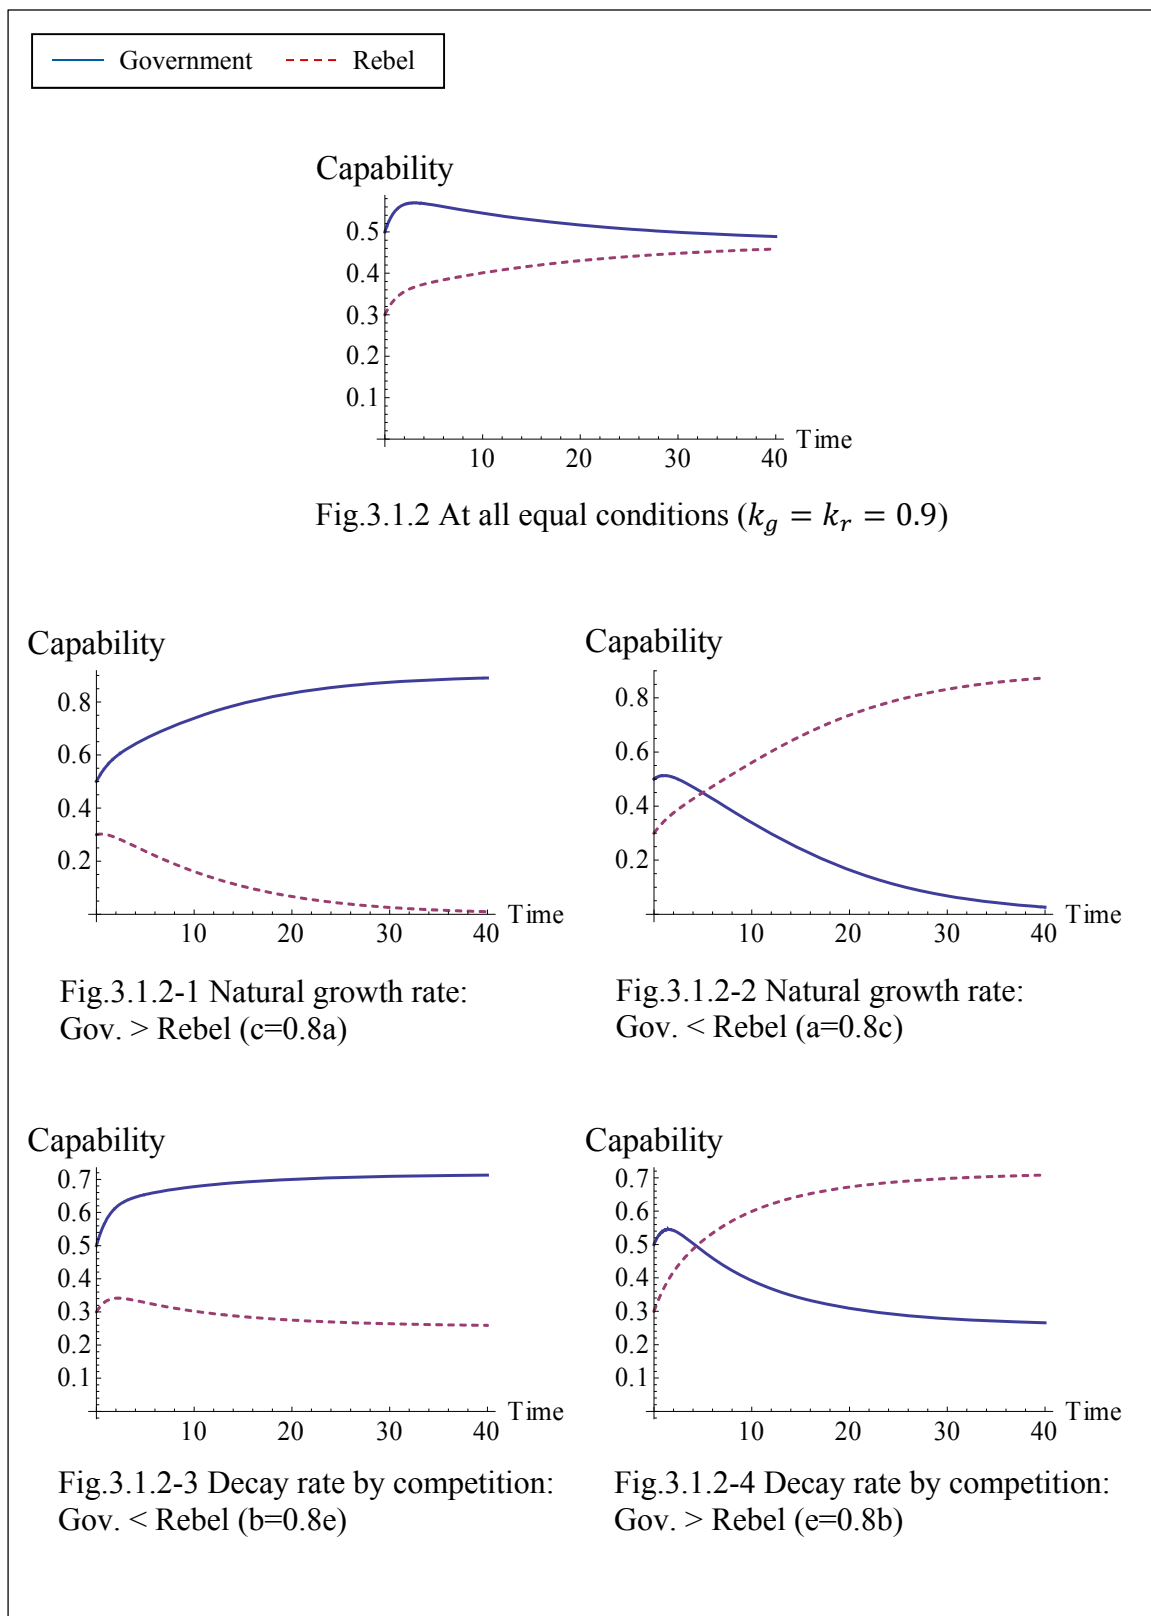 Government Rebel
Capability
0.5
0.4
0.3
0.2
0.1
Time
10 20 30 40
Fig.3.1.2 At all equal conditions (𝑘𝑔 = 𝑘𝑟 = 0.9)
Capability
0.8
0.6
0.4
0.2
Time
10 20 30 40
Fig.3.1.2-1 Natural growth rate:
Gov. > Rebel (c=0.8a)
Capability
0.8
0.6
0.4
0.2
Time
10 20 30 40
Fig.3.1.2-2 Natural growth rate:
Gov. < Rebel (a=0.8c)
Capability
0.7
0.6
0.5
0.4
0.3
0.2
0.1
Time
10 20 30 40
Fig.3.1.2-3 Decay rate by competition:
Gov. < Rebel (b=0.8e)
Capability
0.7
0.6
0.5
0.4
0.3
0.2
0.1
Time
10 20 30 40
Fig.3.1.2-4 Decay rate by competition:
Gov. > Rebel (e=0.8b)